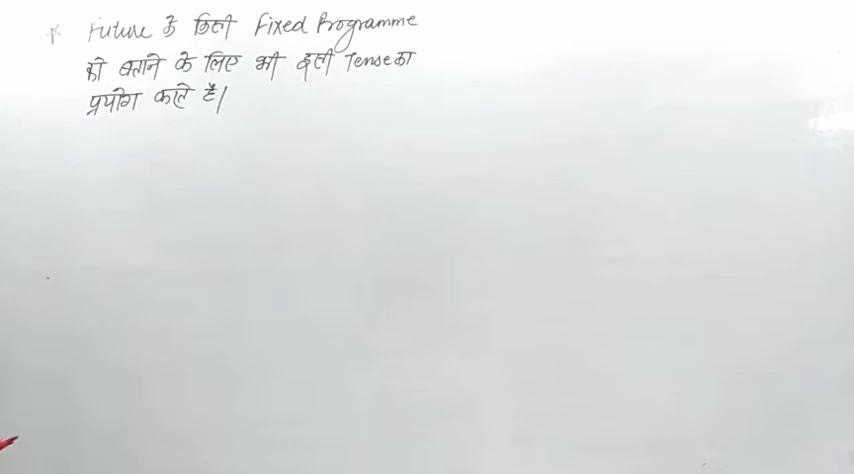 * Future के किसी Fixed Programme
को बताने के लिए भी इसी Tense का
प्रयोग करते है।